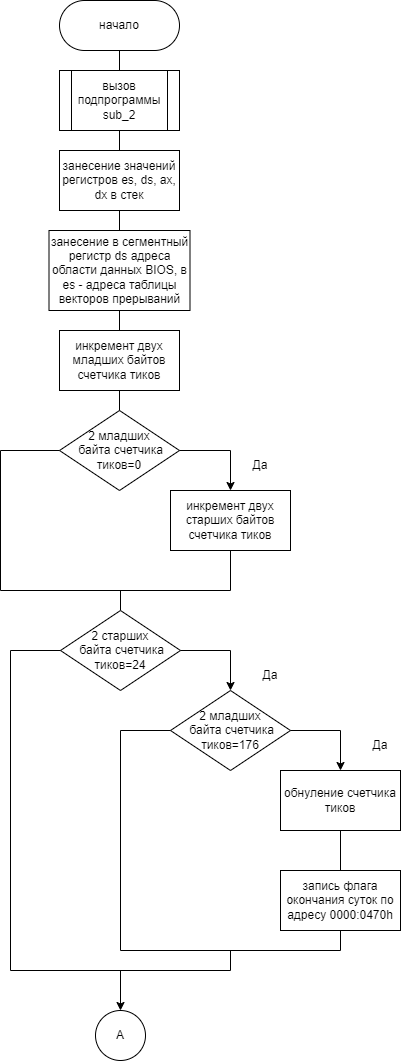 начало
вызов
подпрограммы
sub_2
занесение значений
регистров es, ds, ax,
dx в стек
занесение в сегментный
регистр ds адреса
области данных BIOS, в
es - адреса таблицы
векторов прерываний
инкремент двух
младших байтов
счетчика тиков
2 младших
байта счетчика
тиков=0
Да
инкремент двух
старших байтов
счетчика тиков
2 старших
байта счетчика
тиков=24
Да
2 младших
байта счетчика
тиков=176
Да
обнуление счетчика
тиков
запись флага
окончания суток по
адресу 0000:0470h
A